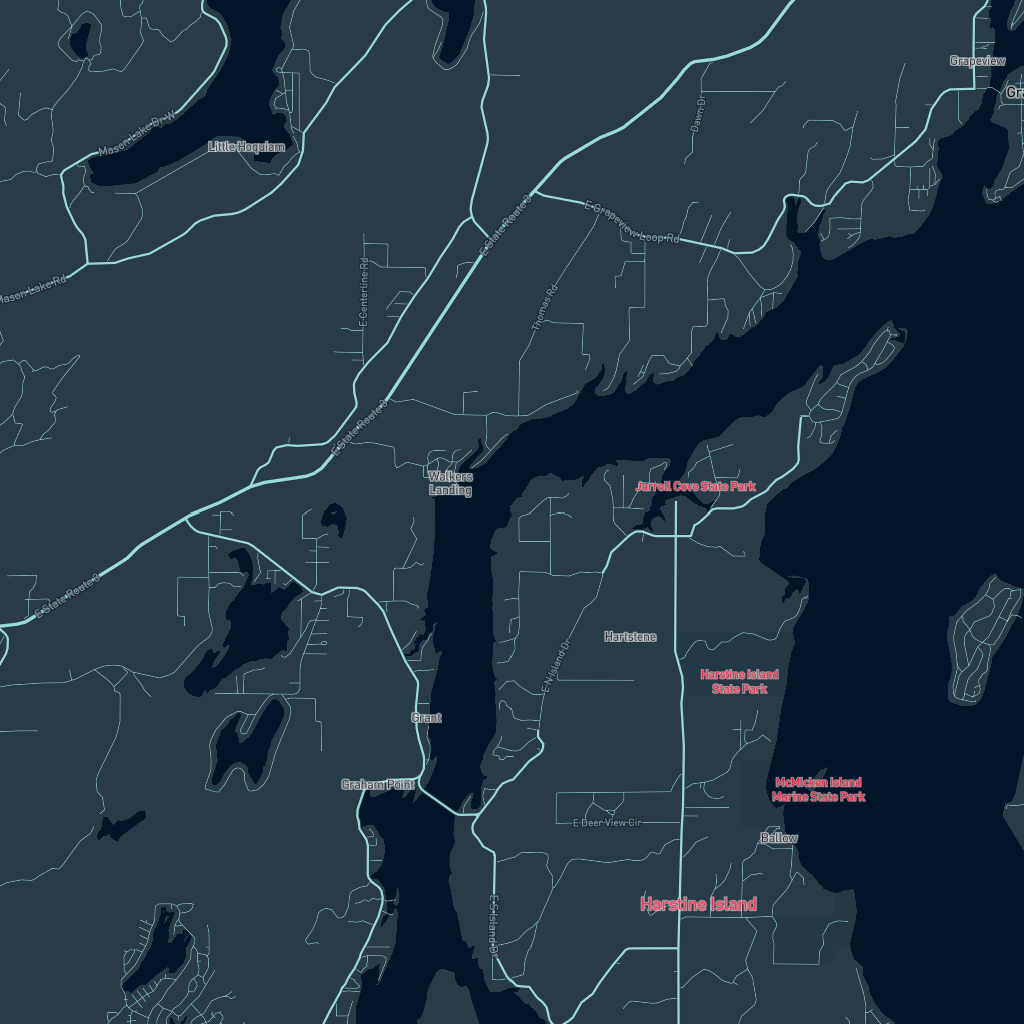 Grapeview
Gra
Mason Lake Dr W
Dawn Dr
Little Hoquiam
E State Route 3
E Grapeview Loop Rd
E Centerline Rd
Mason Lake Rd
Thomas Rd
E State Route 3
Walkers
Landing
Jarrell Cove State Park
E State Route 3
Hartstene
E N Island Dr
Harstine Island
State Park
Grant
Graham Point
McMicken Island
Marine State Park
E Deer View Cir
Ballow
Harstine Island
E S Island Dr